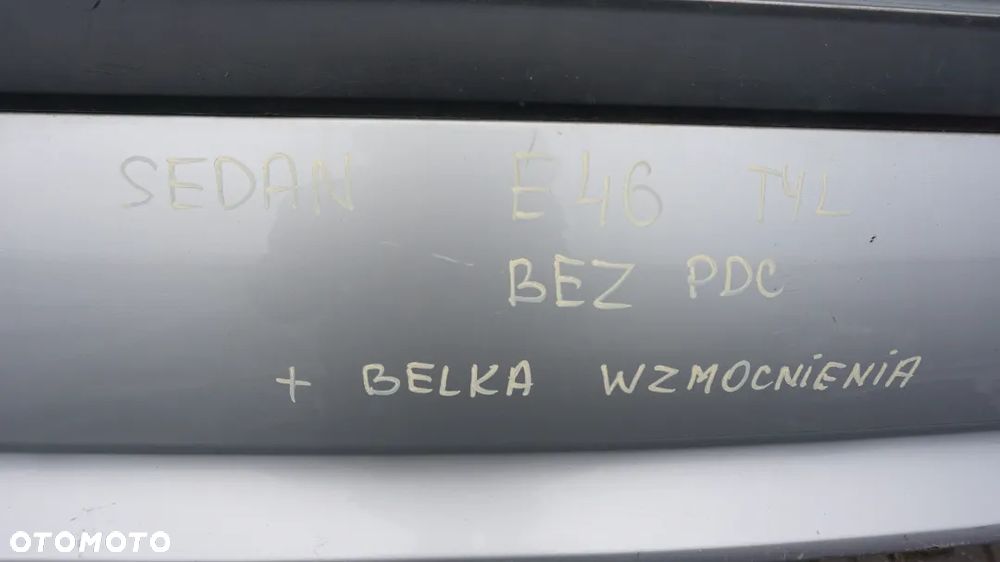 SEDAN E46 TYŁ
BEZ PDC
+ BELKA WZMOCNIENIA
OTOMOTO